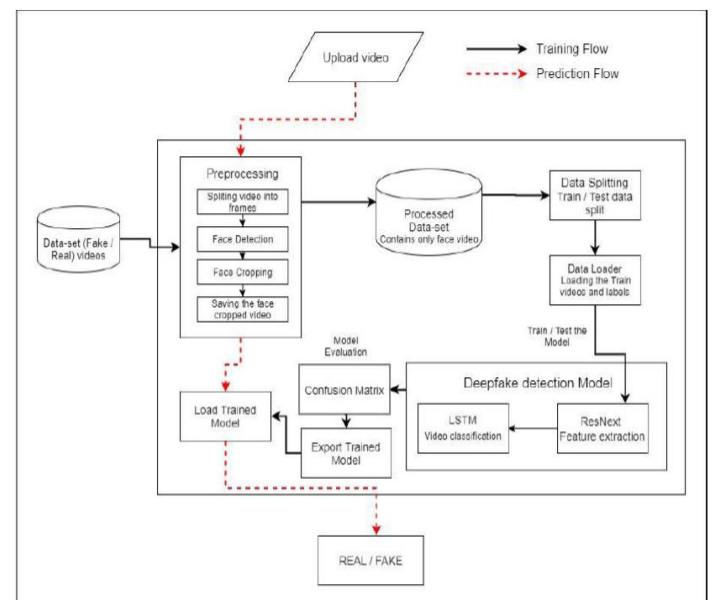 Upload video
Training Flow
Prediction Flow
Preprocessing
Spliting video into
frames
Face Detection
Face Cropping
Saving the face
cropped video
Data-set (Fake /
Real) videos
Processed
Data-set
Contains only face video
Data Splitting
Train / Test data
split
Data Loader
Loading the Train
videos and labels
Train / Test the
Model
Model
Evaluation
Confusion Matrix
Export Trained
Model
Load Trained
Model
Deepfake detection Model
LSTM
Video classification
ResNext
Feature extraction
REAL / FAKE